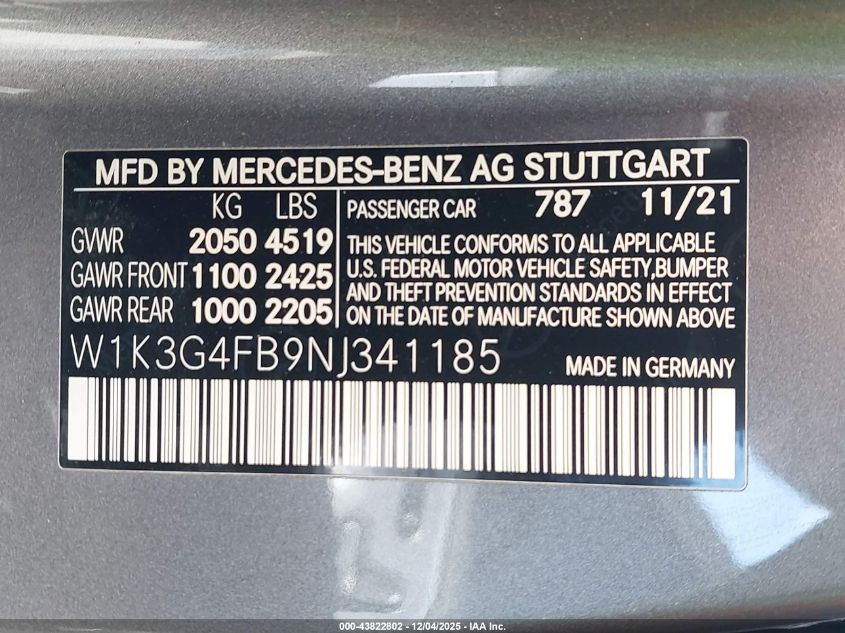 MFD BY MERCEDES-BENZ AG STUTTGART
KG LBS
GVWR 2050 4519
GAWR FRONT 1100 2425
GAWR REAR 1000 2205
PASSENGER CAR 787 11/21
THIS VEHICLE CONFORMS TO ALL APPLICABLE
U.S. FEDERAL MOTOR VEHICLE SAFETY,BUMPER
AND THEFT PREVENTION STANDARDS IN EFFECT
ON THE DATE OF MANUFACTURE SHOWN ABOVE
W1K3G4FB9NJ341185
MADE IN GERMANY
000-43822802 - 12/04/2025 - IAA Inc.